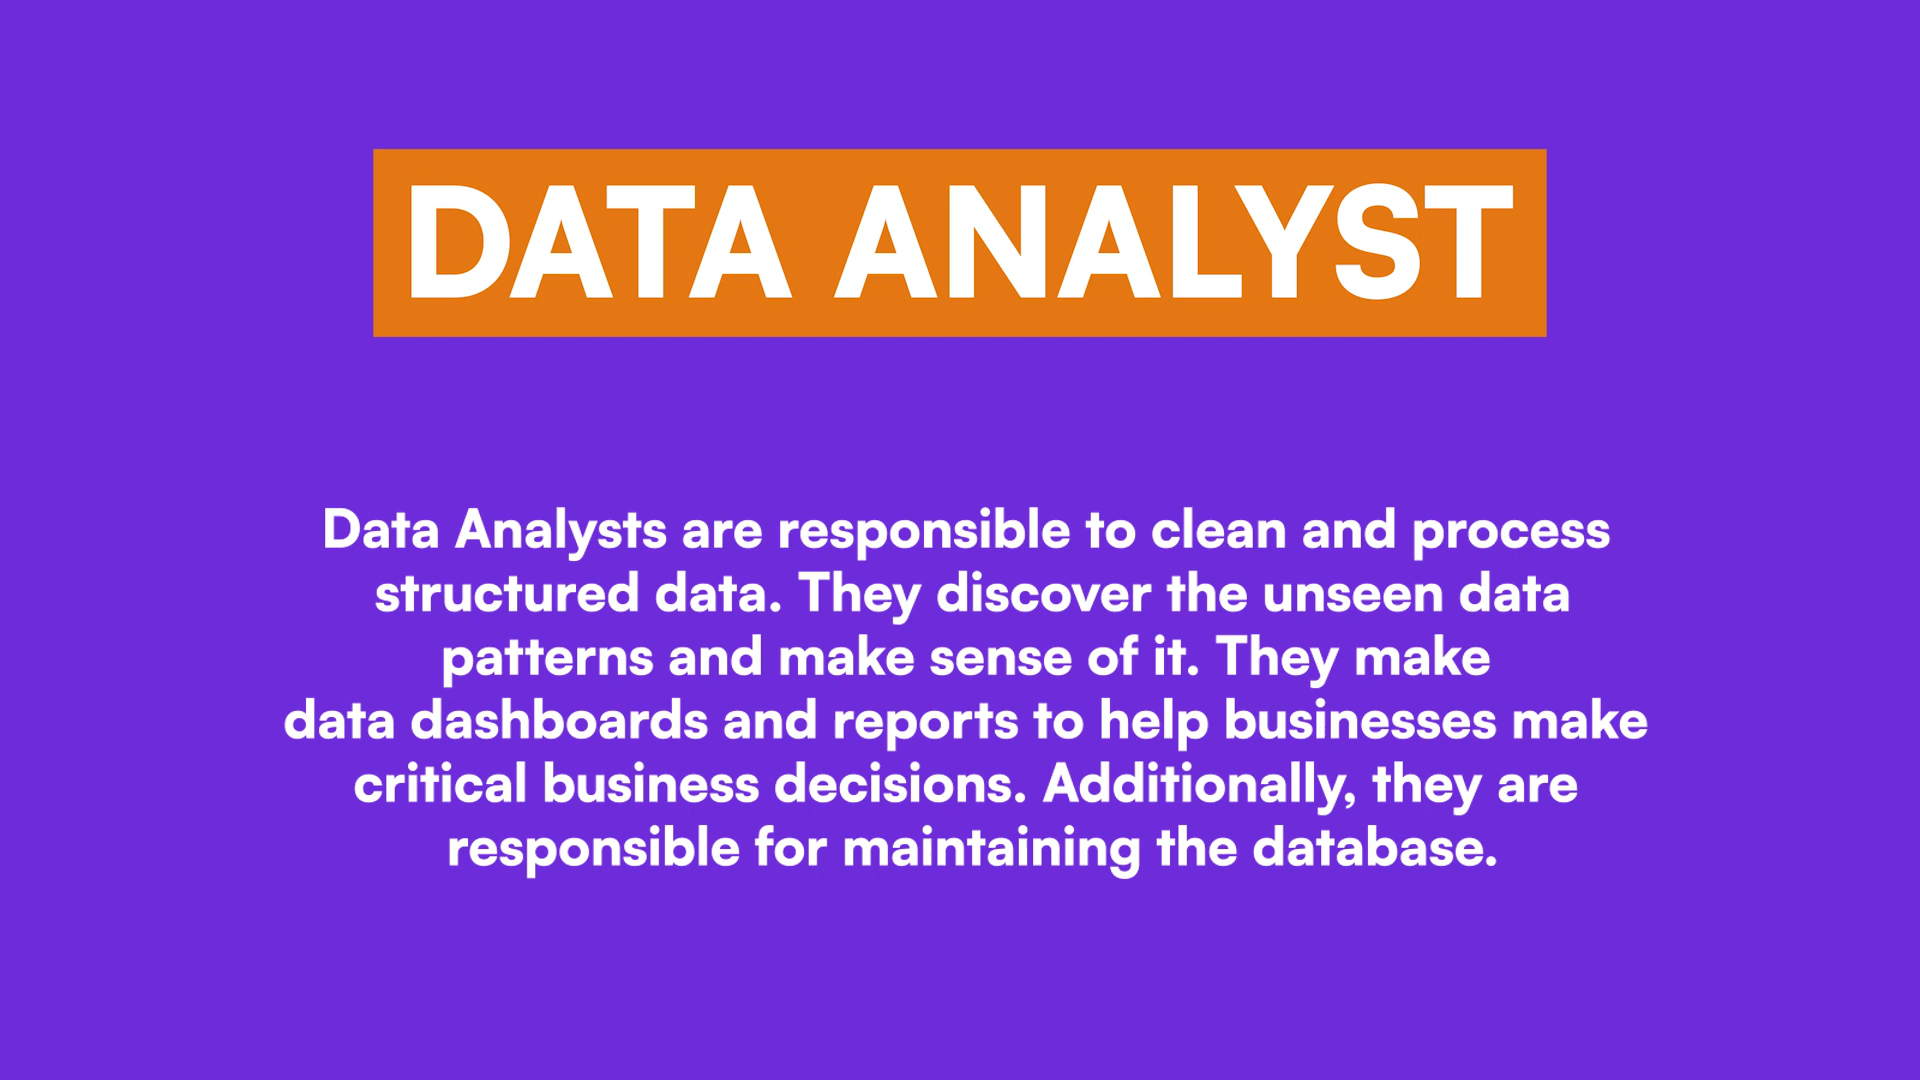 DATA ANALYST
Data Analysts are responsible to clean and process
structured data. They discover the unseen data
patterns and make sense of it. They make
data dashboards and reports to help businesses make
critical business decisions. Additionally, they are
responsible for maintaining the database.